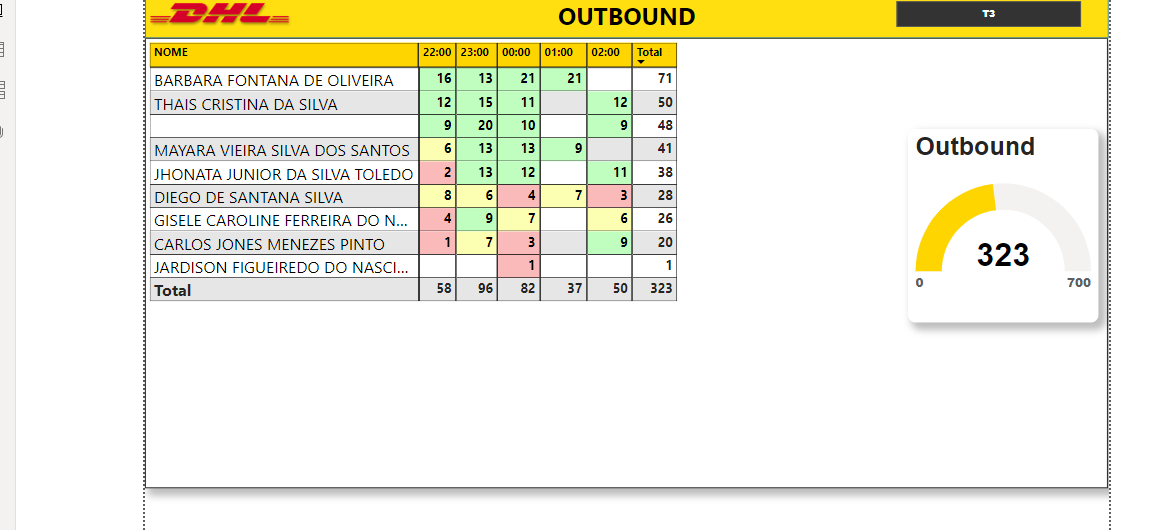 DHL
OUTBOUND
T3
NOME 22:00 23:00 00:00 01:00 02:00 Total
BARBARA FONTANA DE OLIVEIRA 16 13 21 21 71
THAIS CRISTINA DA SILVA 12 15 11 12 50
9 20 10 9 48
MAYARA VIEIRA SILVA DOS SANTOS 6 13 13 9 41
JHONATA JUNIOR DA SILVA TOLEDO 2 13 12 11 38
DIEGO DE SANTANA SILVA 8 6 4 7 3 28
GISELE CAROLINE FERREIRA DO N... 4 9 7 6 26
CARLOS JONES MENEZES PINTO 1 7 3 9 20
JARDISON FIGUEIREDO DO NASCI... 1 1
Total 58 96 82 37 50 323
Outbound
323
0 700